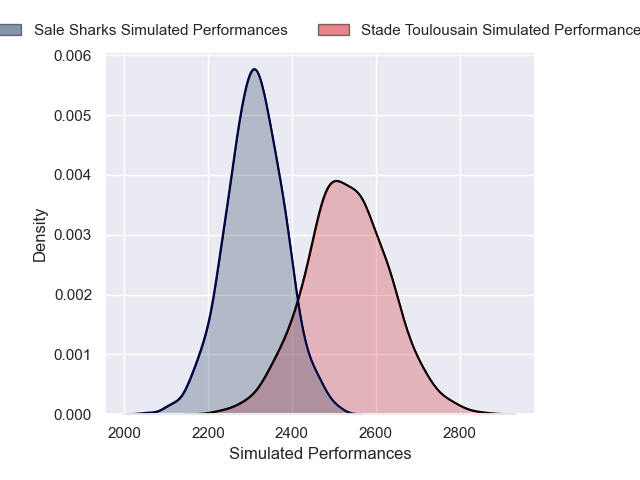 Sale Sharks Simulated Performances
Stade Toulousain Simulated Performance
0.006
0.005
0.004
0.003
0.002
0.001
0.000
Density
2000 2200 2400 2600 2800
Simulated Performances